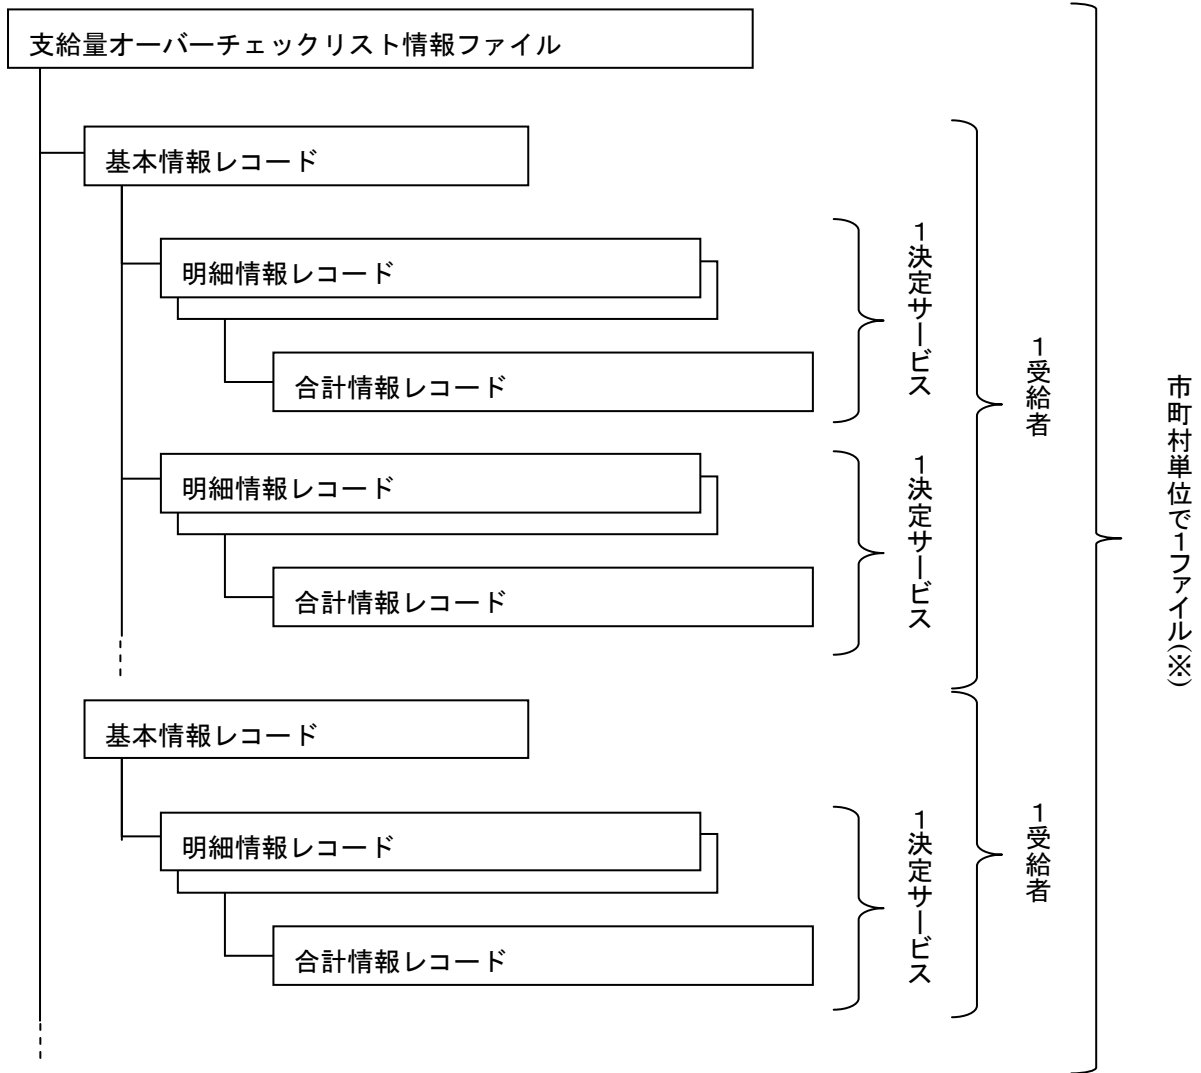 支給量オーバーチェックリスト情報ファイル
基本情報レコード
明細情報レコード
合計情報レコード
1決定サービス
明細情報レコード
合計情報レコード
1決定サービス
1受給者
基本情報レコード
明細情報レコード
合計情報レコード
1決定サービス
1受給者
市町村単位で1ファイル(※)